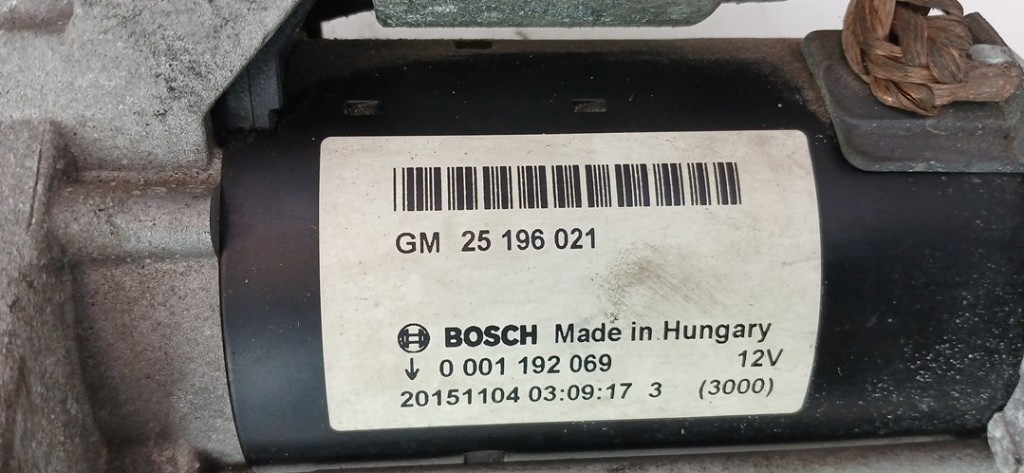 GM 25 196 021
BOSCH Made in Hungary
↓ 0 001 192 069 12V
20151104 03:09:17 3 (3000)